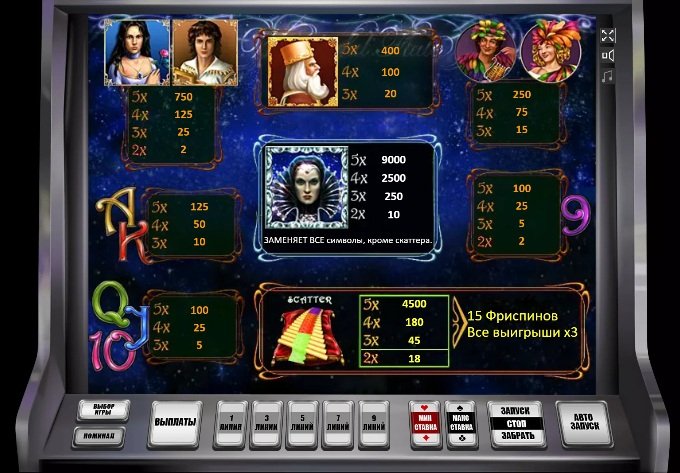 5x 750
4x 125
3x 25
2x 2
5x 400
4x 100
3x 20
5x 250
4x 75
3x 15
5x 9000
4x 2500
3x 250
2x 10
ЗАМЕНЯЕТ ВСЕ символы, кроме скаттера.
A K
5x 125
4x 50
3x 10
5x 100
4x 25
3x 5
2x 2
9
Q J 10
5x 100
4x 25
3x 5
SCATTER
5x 4500
4x 180
3x 45
2x 18
15 Фриспинов
Все выигрыши x3
ВЫБОР
ИГРЫ
НОМИНАЛ
ВЫПЛАТЫ
1
ЛИНИЯ
3
ЛИНИИ
5
ЛИНИЙ
7
ЛИНИЙ
9
ЛИНИЙ
МИН
СТАВКА
МАКС
СТАВКА
ЗАПУСК
СТОП
ЗАБРАТЬ
АВТО
ЗАПУСК